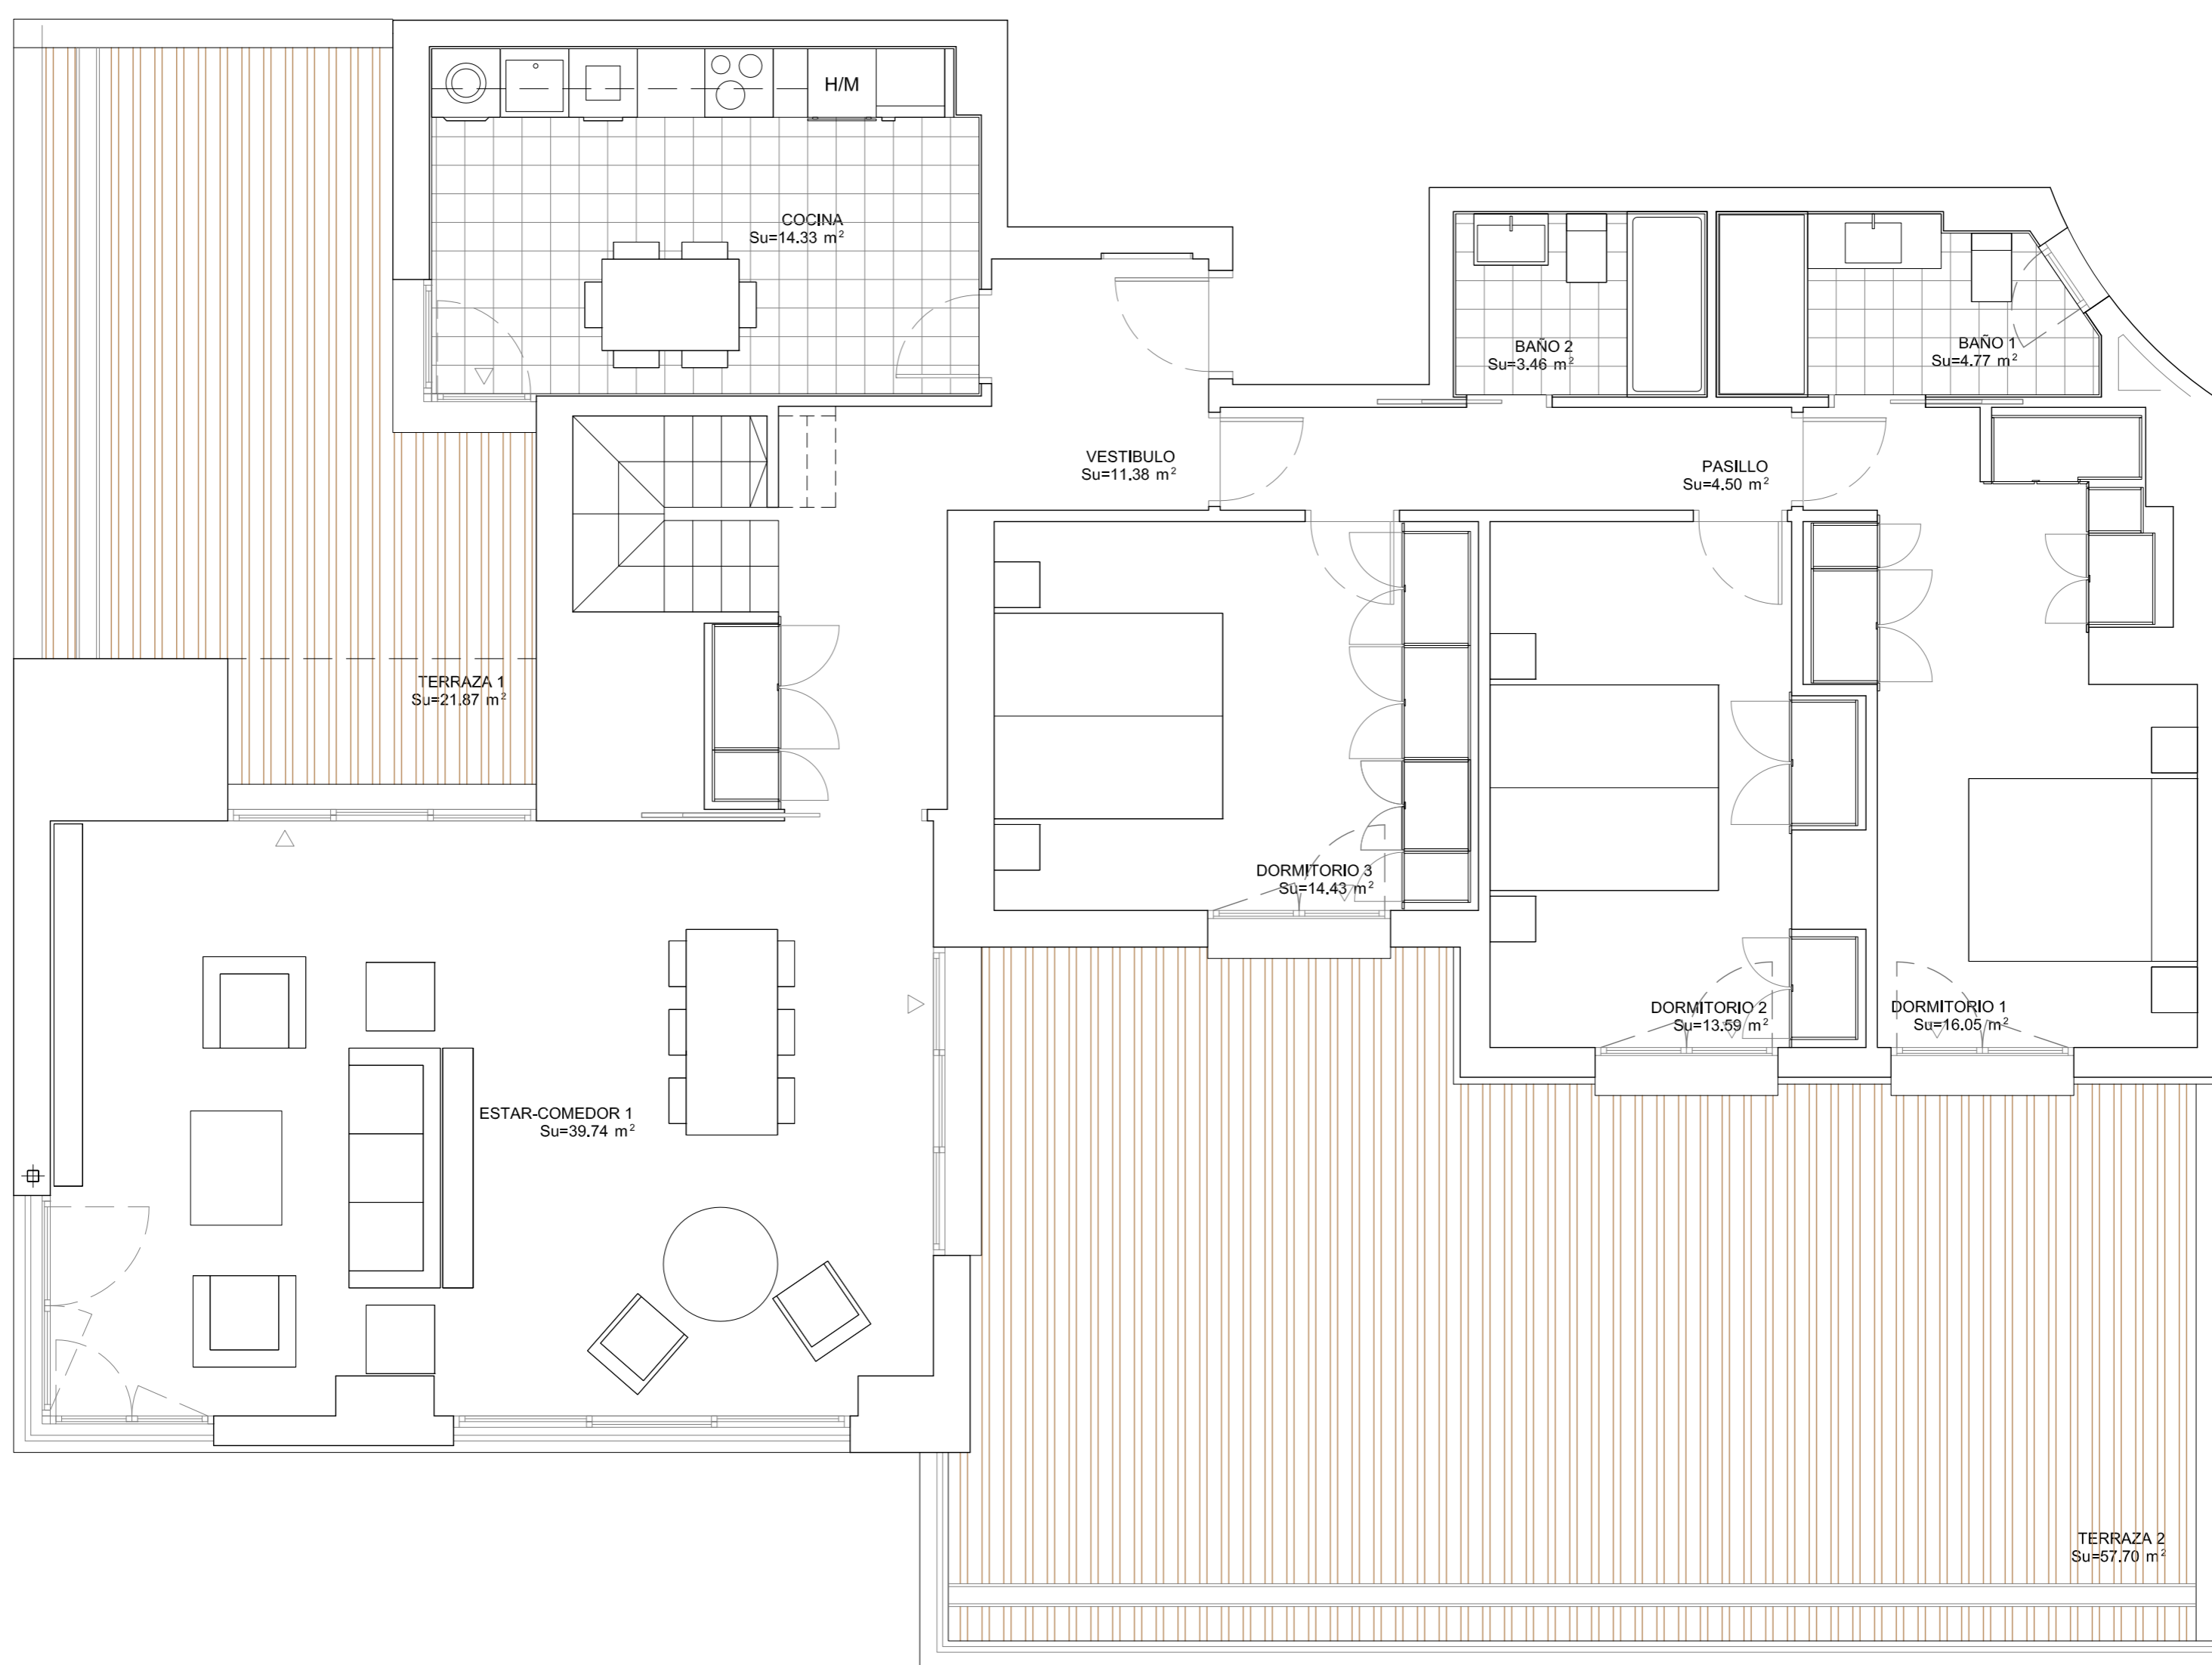 H/M
COCINA
Su=14.33 m²
BAÑO 2
Su=3.46 m²
BAÑO 1
Su=4.77 m²
VESTIBULO
Su=11.38 m²
PASILLO
Su=4.50 m²
TERRAZA 1
Su=21.87 m²
DORMITORIO 3
Su=14.43 m²
DORMITORIO 2
Su=13.59 m²
DORMITORIO 1
Su=16.05 m²
ESTAR-COMEDOR 1
Su=39.74 m²
TERRAZA 2
Su=57.70 m²